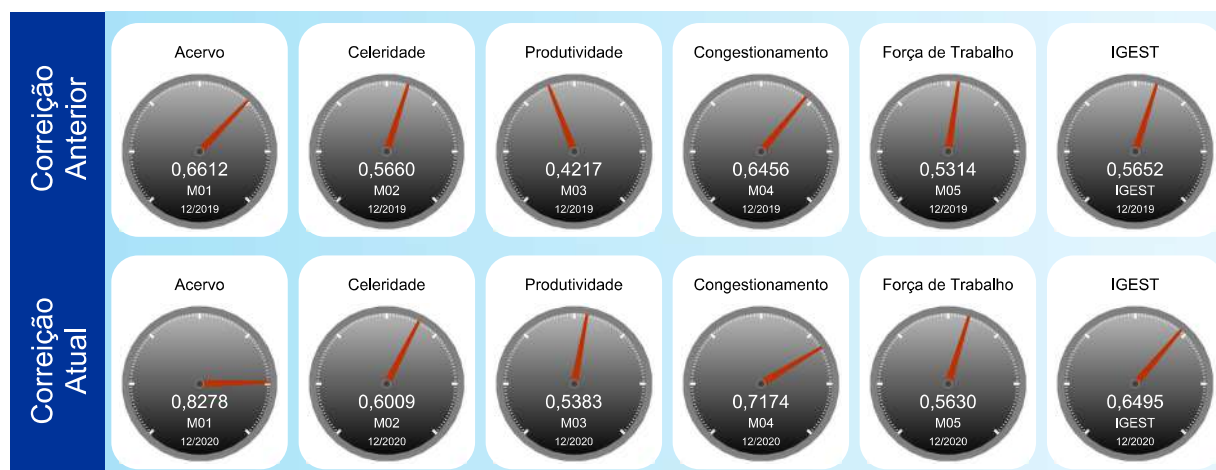 Correição
Anterior
Acervo
0,6612
M01
12/2019
Celeridade
0,5660
M02
12/2019
Produtividade
0,4217
M03
12/2019
Congestionamento
0,6456
M04
12/2019
Força de Trabalho
0,5314
M05
12/2019
IGEST
0,5652
IGEST
12/2019
Correição
Atual
Acervo
0,8278
M01
12/2020
Celeridade
0,6009
M02
12/2020
Produtividade
0,5383
M03
12/2020
Congestionamento
0,7174
M04
12/2020
Força de Trabalho
0,5630
M05
12/2020
IGEST
0,6495
IGEST
12/2020